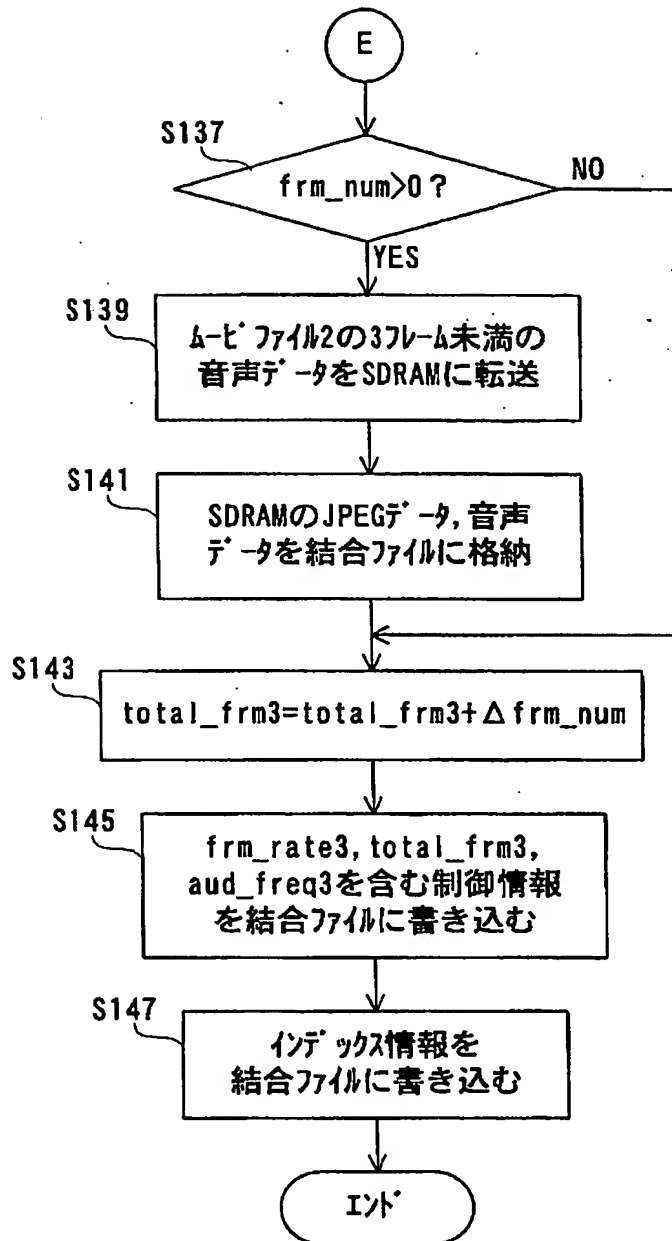 E
S137
frm_num>0?
NO
YES
S139
ムービファイル2の3フレーム未満の
音声データをSDRAMに転送
S141
SDRAMのJPEGデータ,音声
データを結合ファイルに格納
S143
total_frm3=total_frm3+Δfrm_num
S145
frm_rate3,total_frm3,
aud_freq3を含む制御情報
を結合ファイルに書き込む
S147
インデックス情報を
結合ファイルに書き込む
エンド